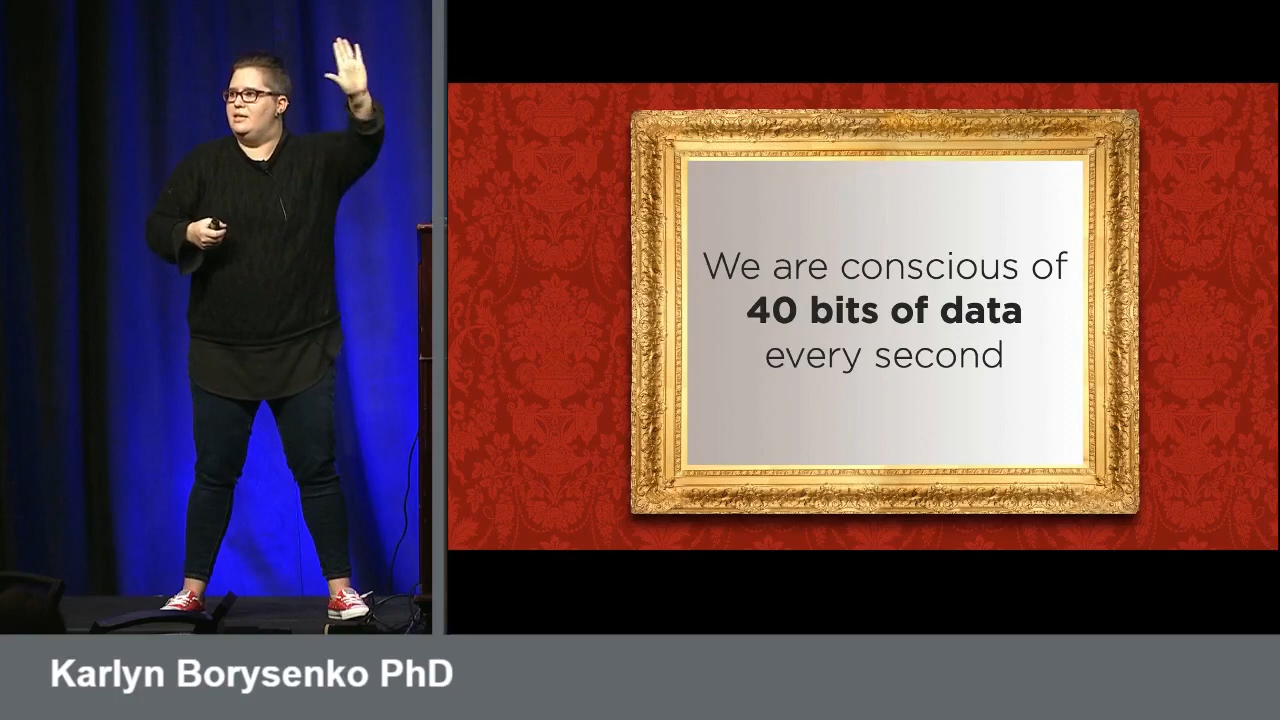 We are conscious of
40 bits of data
every second
Karlyn Borysenko PhD